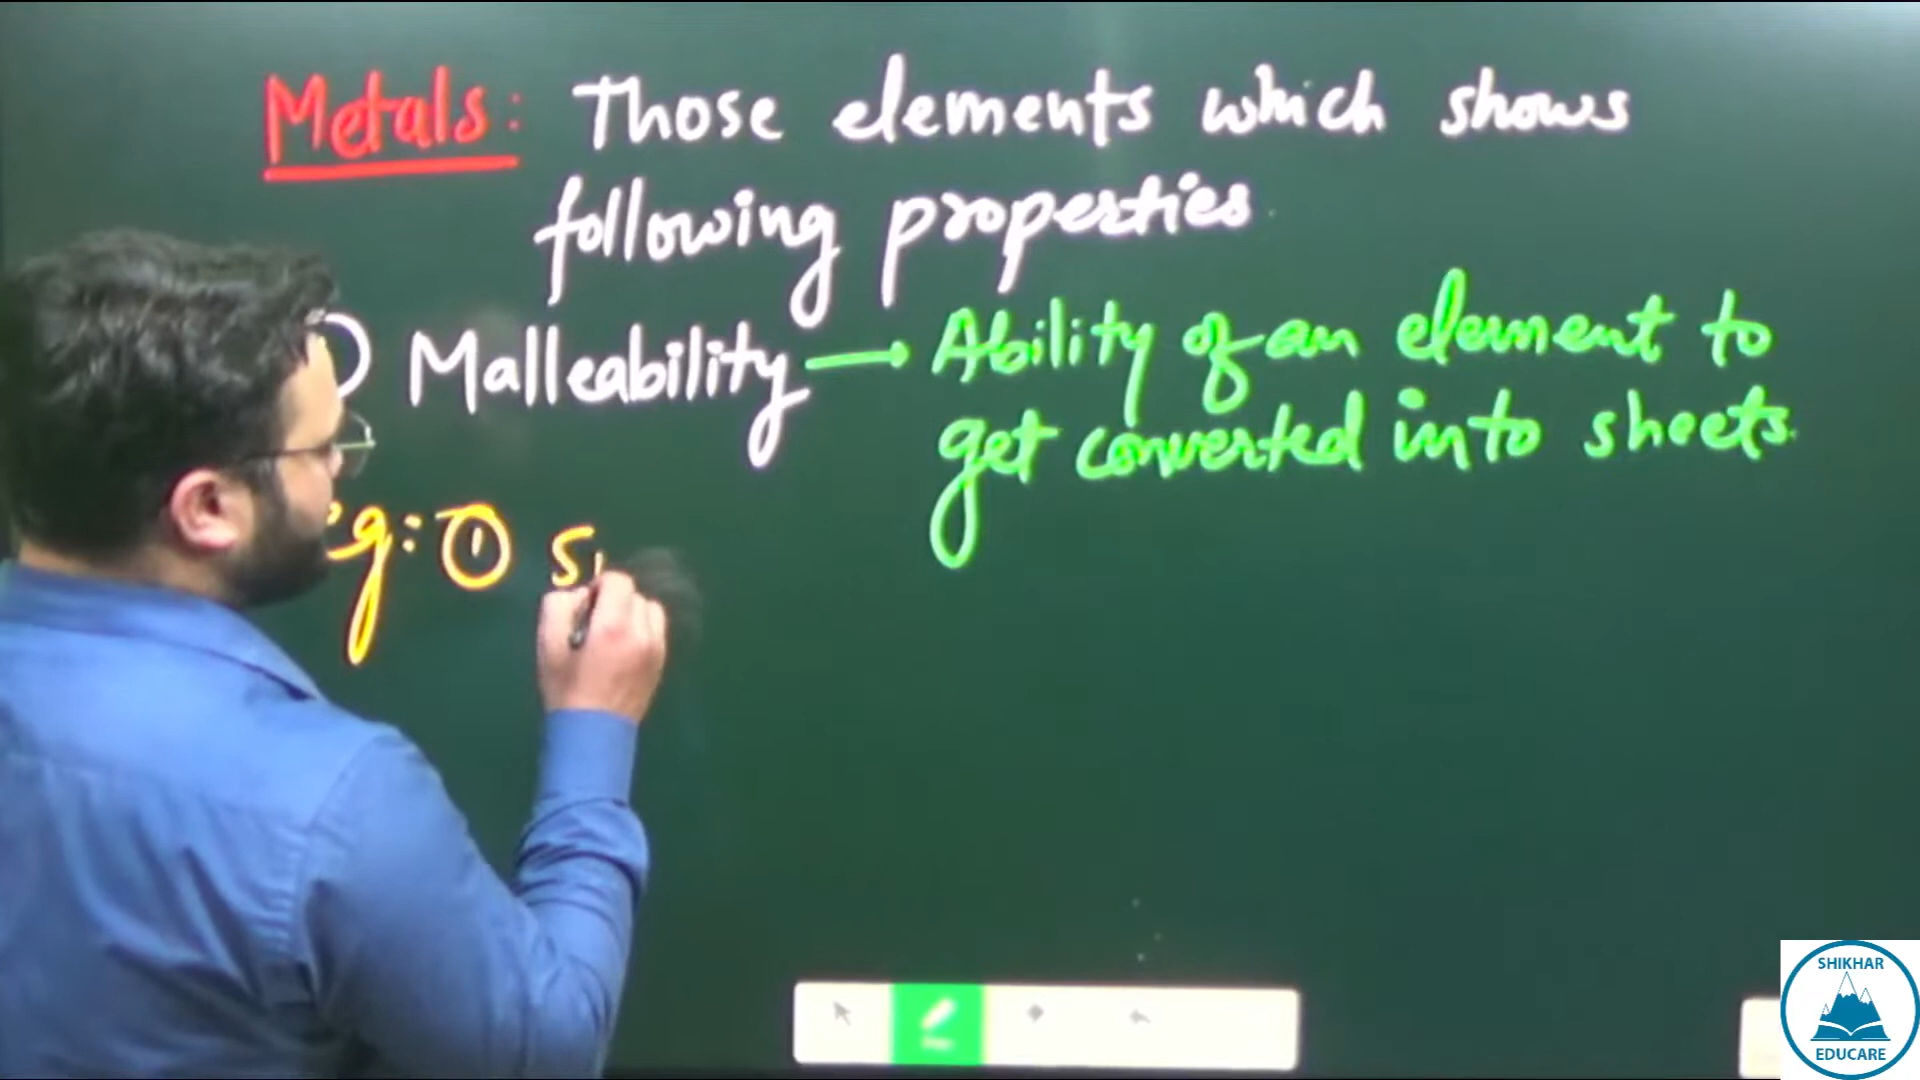 Metals: Those elements which shows
following properties
Malleability → Ability of an element to
get converted into sheets.
eg: ①
SHIKHAR
EDUCARE